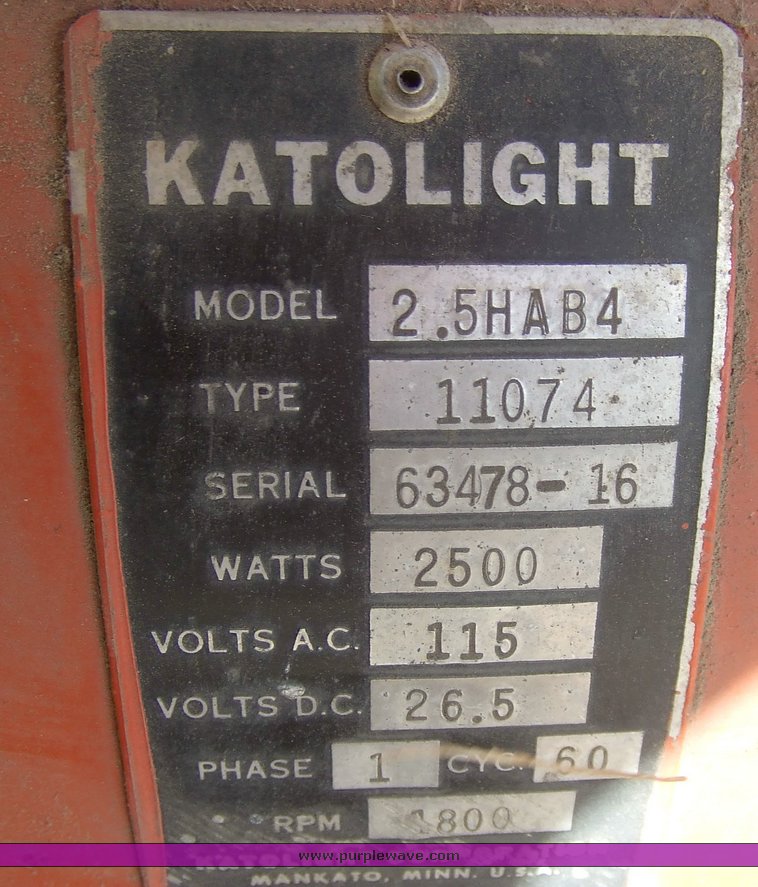 KATOLIGHT
MODEL 2.5HAB4
TYPE 11074
SERIAL 63478-16
WATTS 2500
VOLTS A.C. 115
VOLTS D.C. 26.5
PHASE 1 CYC. 60
RPM 1800
www.purplewave.com
MANKATO, MINN. U.S.A.